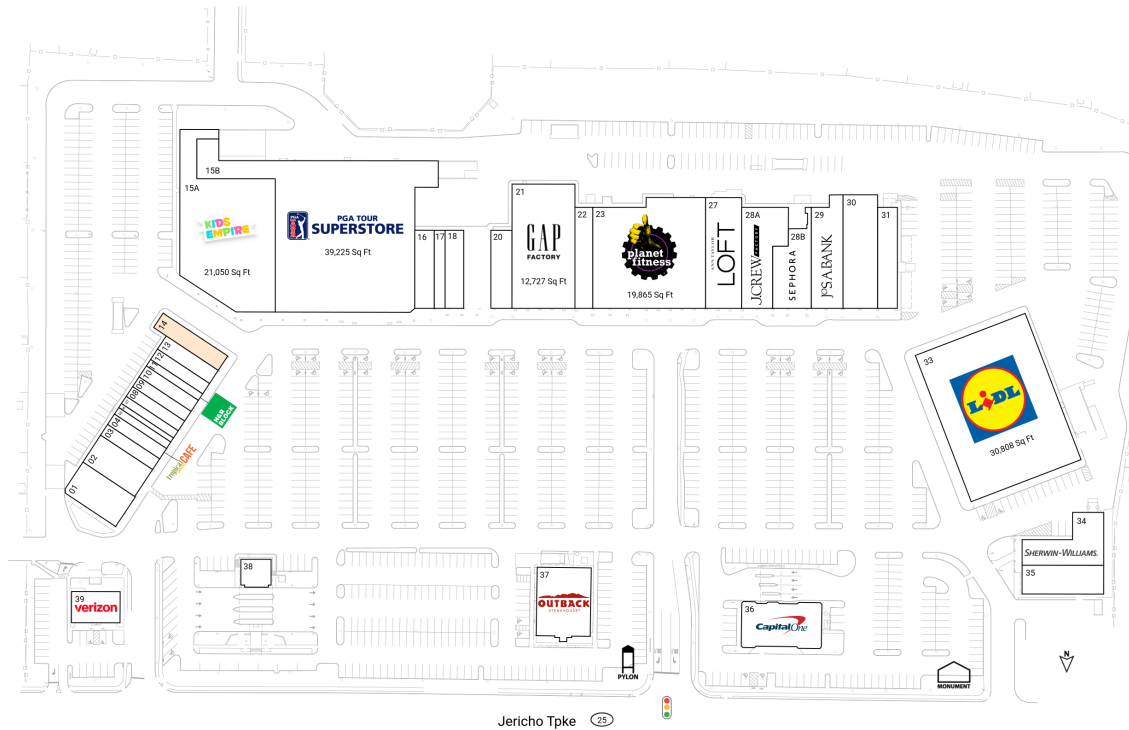 15B
15A
KIDS
EMPIRE
21,050 Sq Ft
PGA TOUR
SUPERSTORE
39,225 Sq Ft
16
17
18
20
21
GAP
FACTORY
12,727 Sq Ft
22
23
planet
fitness
19,865 Sq Ft
27
ANN TAYLOR
LOFT
28A
J.CREW FACTORY
28B
SEPHORA
29
JOS.A.BANK
30
31
14
13
12
10
09
08
04
03
02
01
H&R
BLOCK
tropical CAFE
33
LIDL
30,808 Sq Ft
34
SHERWIN-WILLIAMS.
35
39
verizon
38
37
OUTBACK
STEAKHOUSE
36
Capital One
PYLON
MONUMENT
N
Jericho Tpke 25